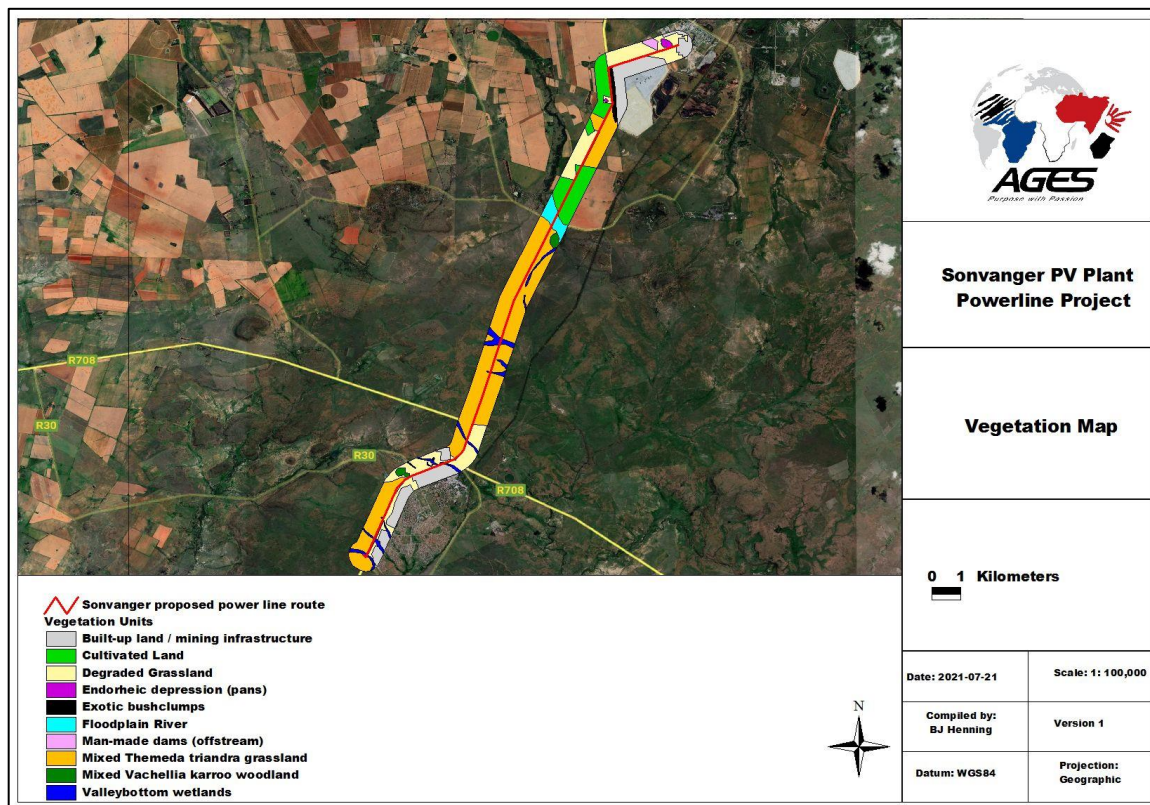 R708
R30
R30
R708
AGES
Purpose with Passion
Sonvanger PV Plant
Powerline Project
Vegetation Map
0 1 Kilometers
Date: 2021-07-21
Scale: 1: 100,000
Compiled by:
BJ Henning
Version 1
Datum: WGS84
Projection:
Geographic
N
Sonvanger proposed power line route
Vegetation Units
Built-up land / mining infrastructure
Cultivated Land
Degraded Grassland
Endorheic depression (pans)
Exotic bushclumps
Floodplain River
Man-made dams (offstream)
Mixed Themeda triandra grassland
Mixed Vachellia karroo woodland
Valleybottom wetlands